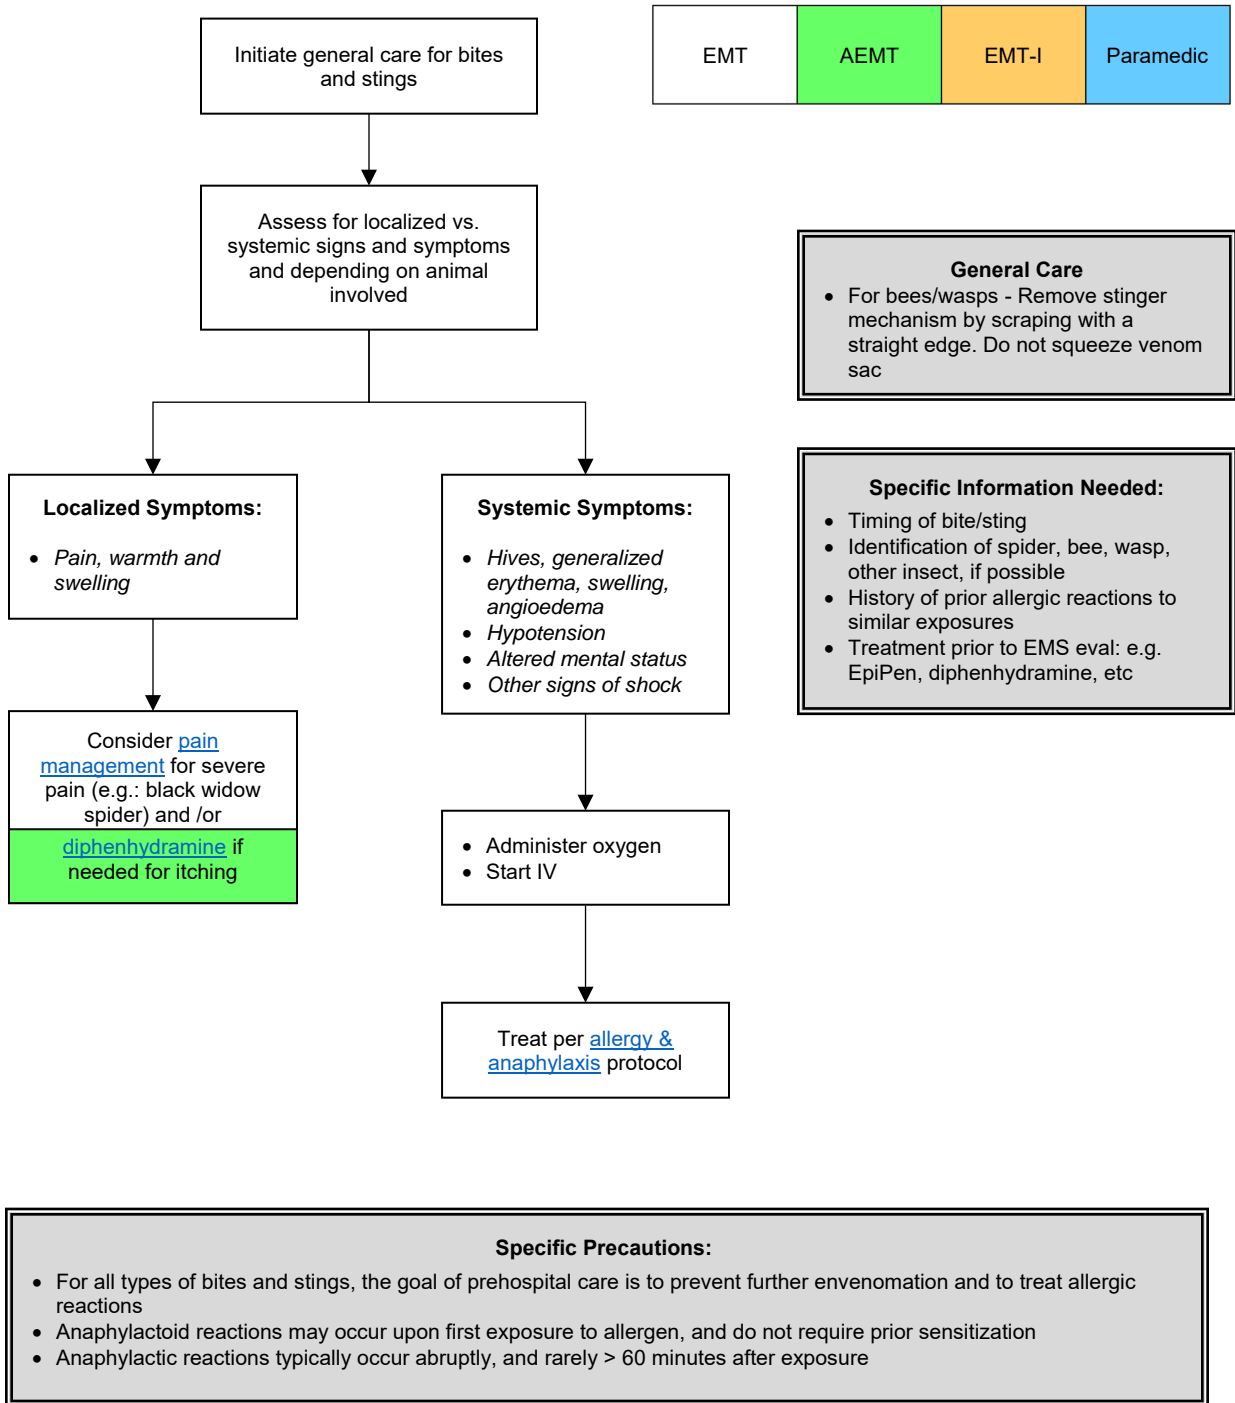 Initiate general care for bites
and stings
EMT
AEMT
EMT-I
Paramedic
Assess for localized vs.
systemic signs and symptoms
and depending on animal
involved
General Care
• For bees/wasps - Remove stinger
mechanism by scraping with a
straight edge. Do not squeeze venom
sac
Localized Symptoms:
• Pain, warmth and
swelling
Systemic Symptoms:
• Hives, generalized
erythema, swelling,
angioedema
• Hypotension
• Altered mental status
• Other signs of shock
Specific Information Needed:
• Timing of bite/sting
• Identification of spider, bee, wasp,
other insect, if possible
• History of prior allergic reactions to
similar exposures
• Treatment prior to EMS eval: e.g.
EpiPen, diphenhydramine, etc
Consider pain
management for severe
pain (e.g.: black widow
spider) and /or
diphenhydramine if
needed for itching
• Administer oxygen
• Start IV
Treat per allergy &
anaphylaxis protocol
Specific Precautions:
• For all types of bites and stings, the goal of prehospital care is to prevent further envenomation and to treat allergic
reactions
• Anaphylactoid reactions may occur upon first exposure to allergen, and do not require prior sensitization
• Anaphylactic reactions typically occur abruptly, and rarely > 60 minutes after exposure